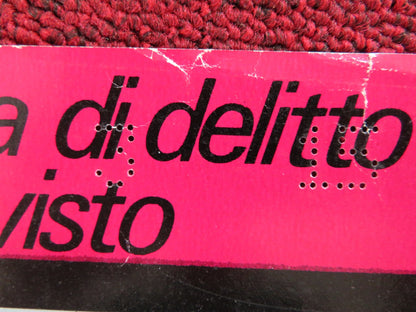 a di delitto
visto